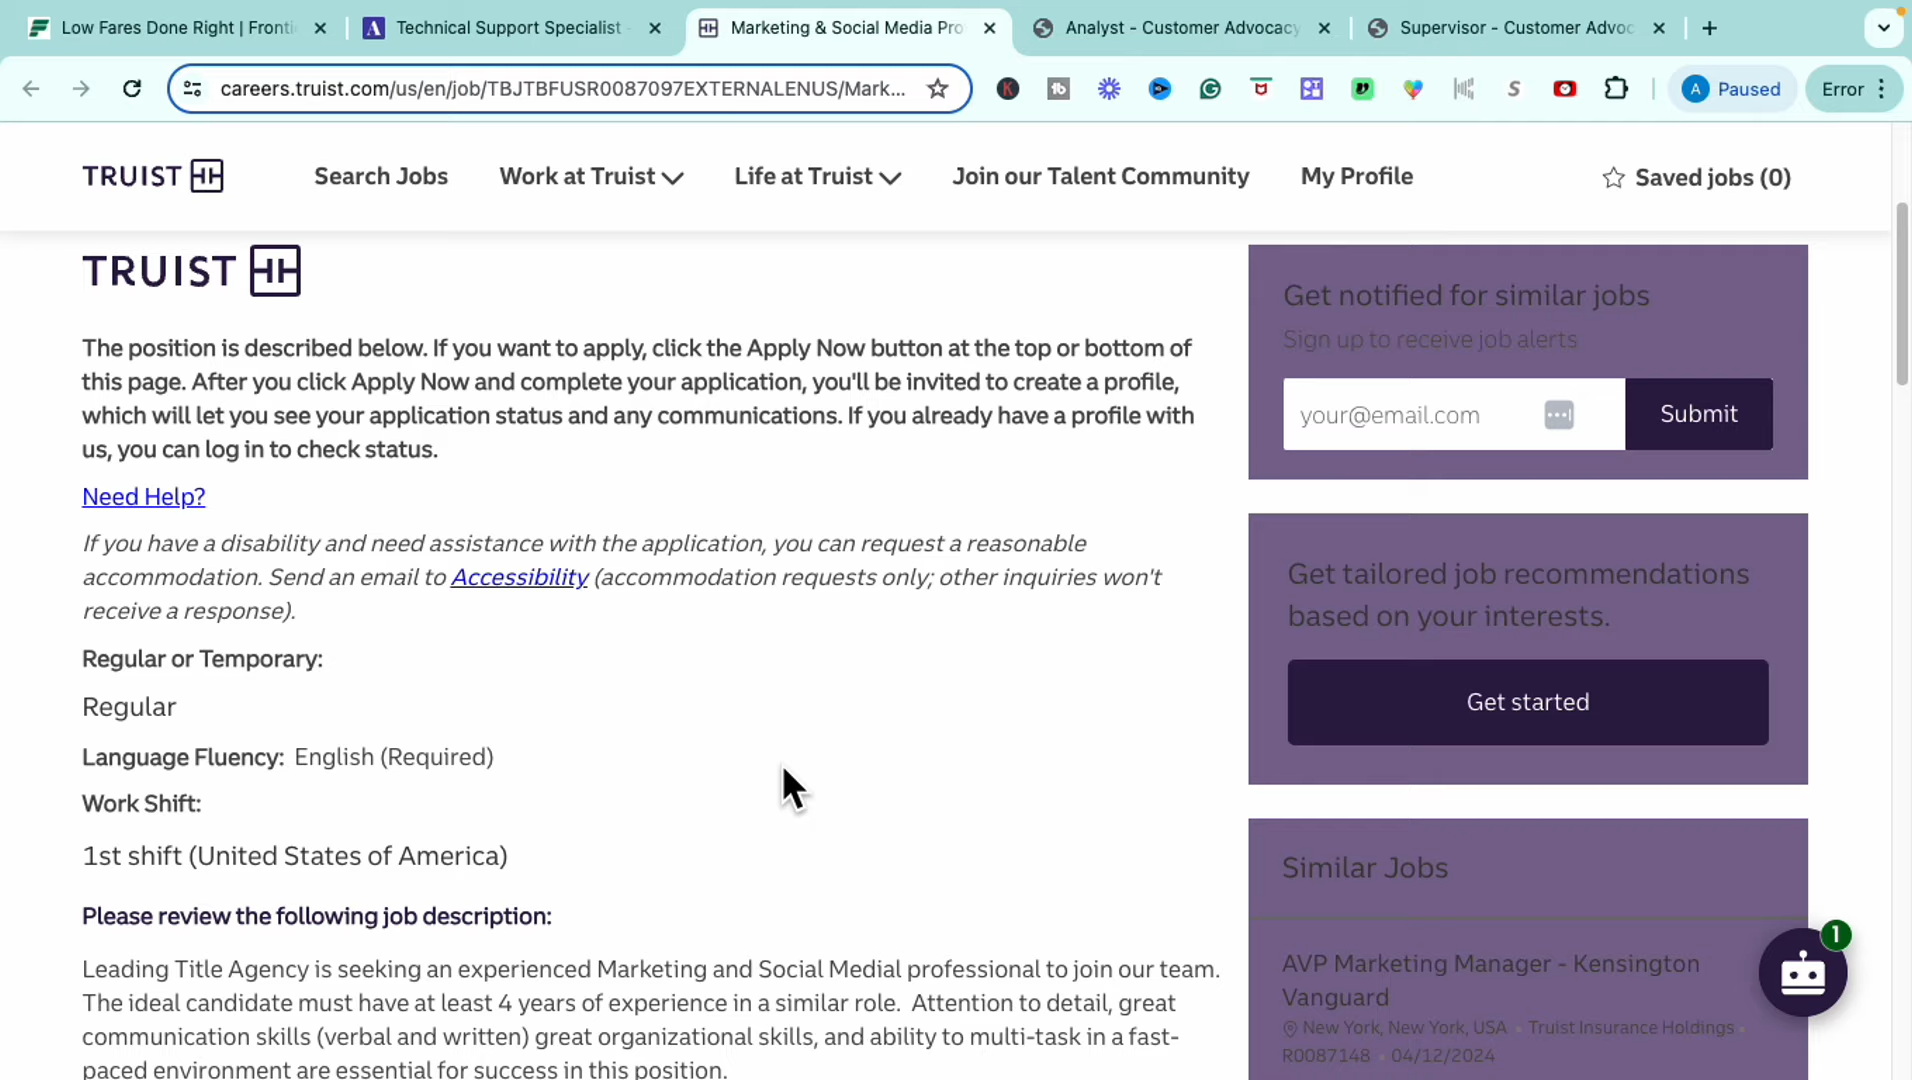 Low Fares Done Right | Fronti
Technical Support Specialist -
Marketing & Social Media Pro
Analyst - Customer Advocacy
Supervisor - Customer Advoc
careers.truist.com/us/en/job/TBJTBFUSR0087097EXTERNALENUS/Mark...
A Paused
Error
TRUIST
Search Jobs
Work at Truist
Life at Truist
Join our Talent Community
My Profile
Saved jobs (0)
TRUIST
The position is described below. If you want to apply, click the Apply Now button at the top or bottom of
this page. After you click Apply Now and complete your application, you'll be invited to create a profile,
which will let you see your application status and any communications. If you already have a profile with
us, you can log in to check status.
Need Help?
If you have a disability and need assistance with the application, you can request a reasonable
accommodation. Send an email to Accessibility (accommodation requests only; other inquiries won't
receive a response).
Regular or Temporary:
Regular
Language Fluency: English (Required)
Work Shift:
1st shift (United States of America)
Please review the following job description:
Leading Title Agency is seeking an experienced Marketing and Social Medial professional to join our team.
The ideal candidate must have at least 4 years of experience in a similar role. Attention to detail, great
communication skills (verbal and written) great organizational skills, and ability to multi-task in a fast-
paced environment are essential for success in this position.
Get notified for similar jobs
Sign up to receive job alerts
your@email.com
Submit
Get tailored job recommendations
based on your interests.
Get started
Similar Jobs
AVP Marketing Manager - Kensington
Vanguard
New York, New York, USA • Truist Insurance Holdings •
R0087148 • 04/12/2024
1